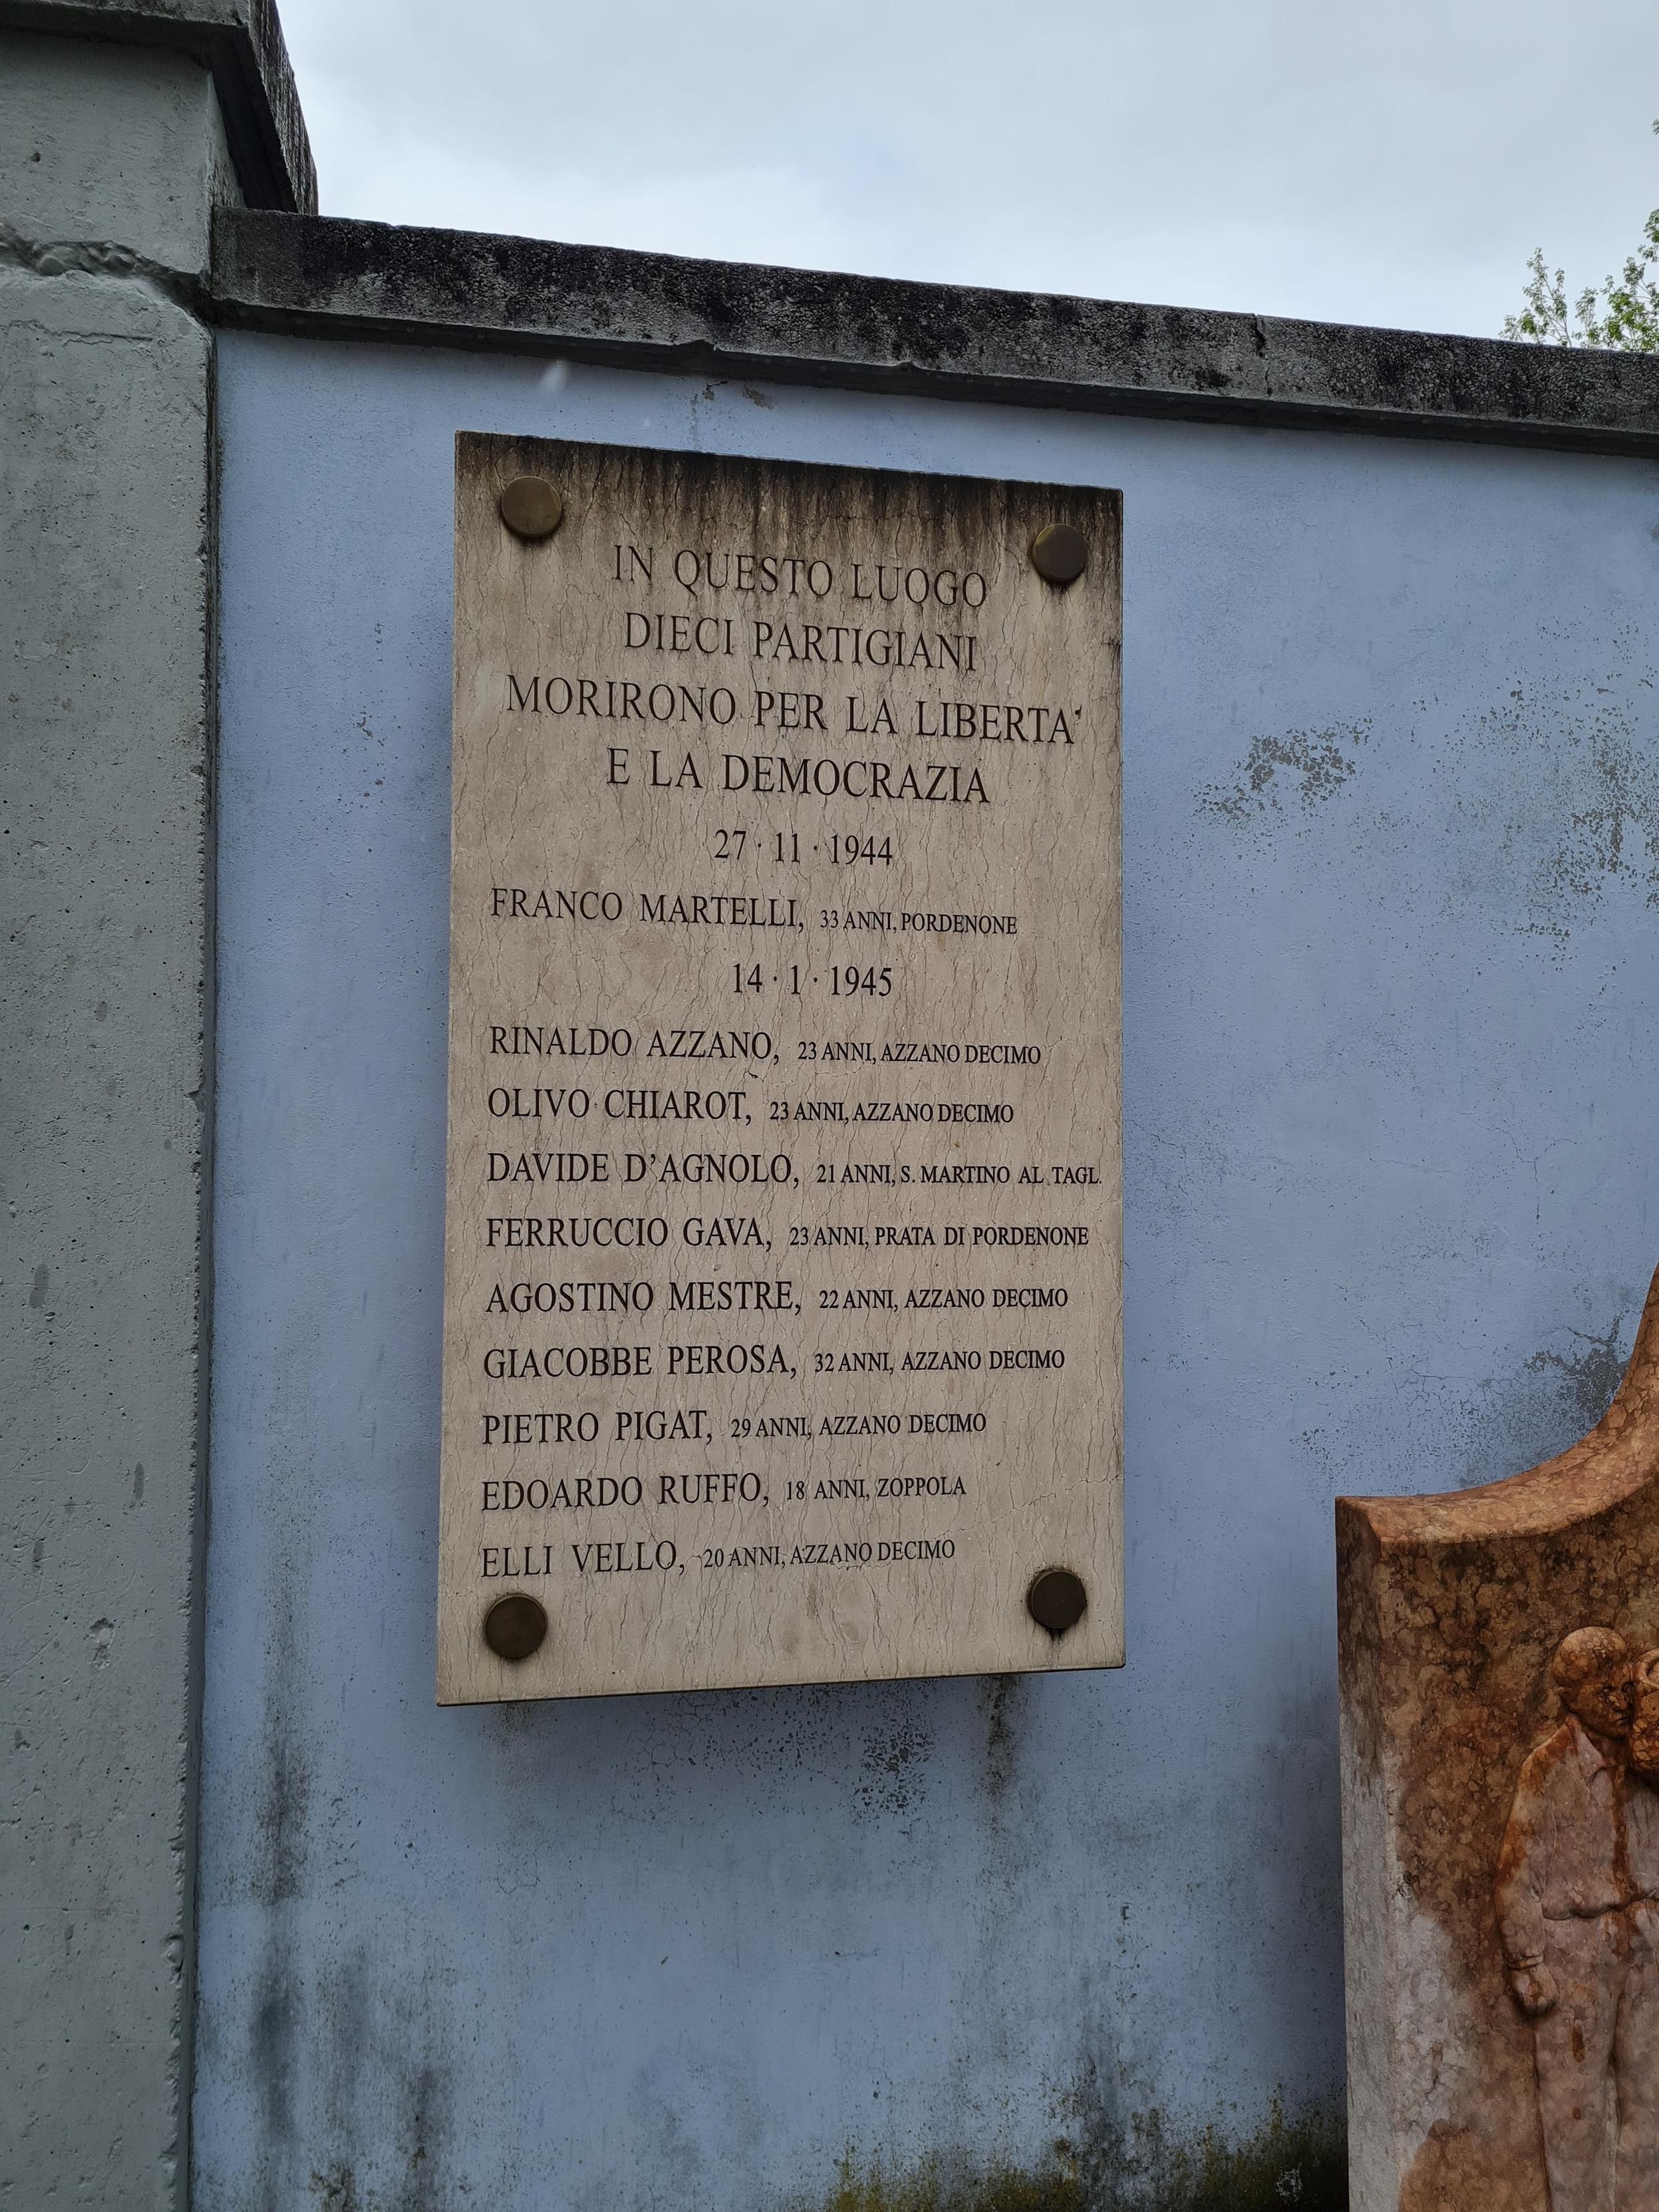 IN QUESTO LUOGO
DIECI PARTIGIANI
MORIRONO PER LA LIBERTA'
E LA DEMOCRAZIA
27·11·1944
FRANCO MARTELLI, 33 ANNI, PORDENONE
14·1·1945
RINALDO AZZANO, 23 ANNI, AZZANO DECIMO
OLIVO CHIAROT, 23 ANNI, AZZANO DECIMO
DAVIDE D'AGNOLO, 21 ANNI, S. MARTINO AL TAGL.
FERRUCCIO GAVA, 23 ANNI, PRATA DI PORDENONE
AGOSTINO MESTRE, 22 ANNI, AZZANO DECIMO
GIACOBBE PEROSA, 32 ANNI, AZZANO DECIMO
PIETRO PIGAT, 29 ANNI, AZZANO DECIMO
EDOARDO RUFFO, 18 ANNI, ZOPPOLA
ELLI VELLO, 20 ANNI, AZZANO DECIMO